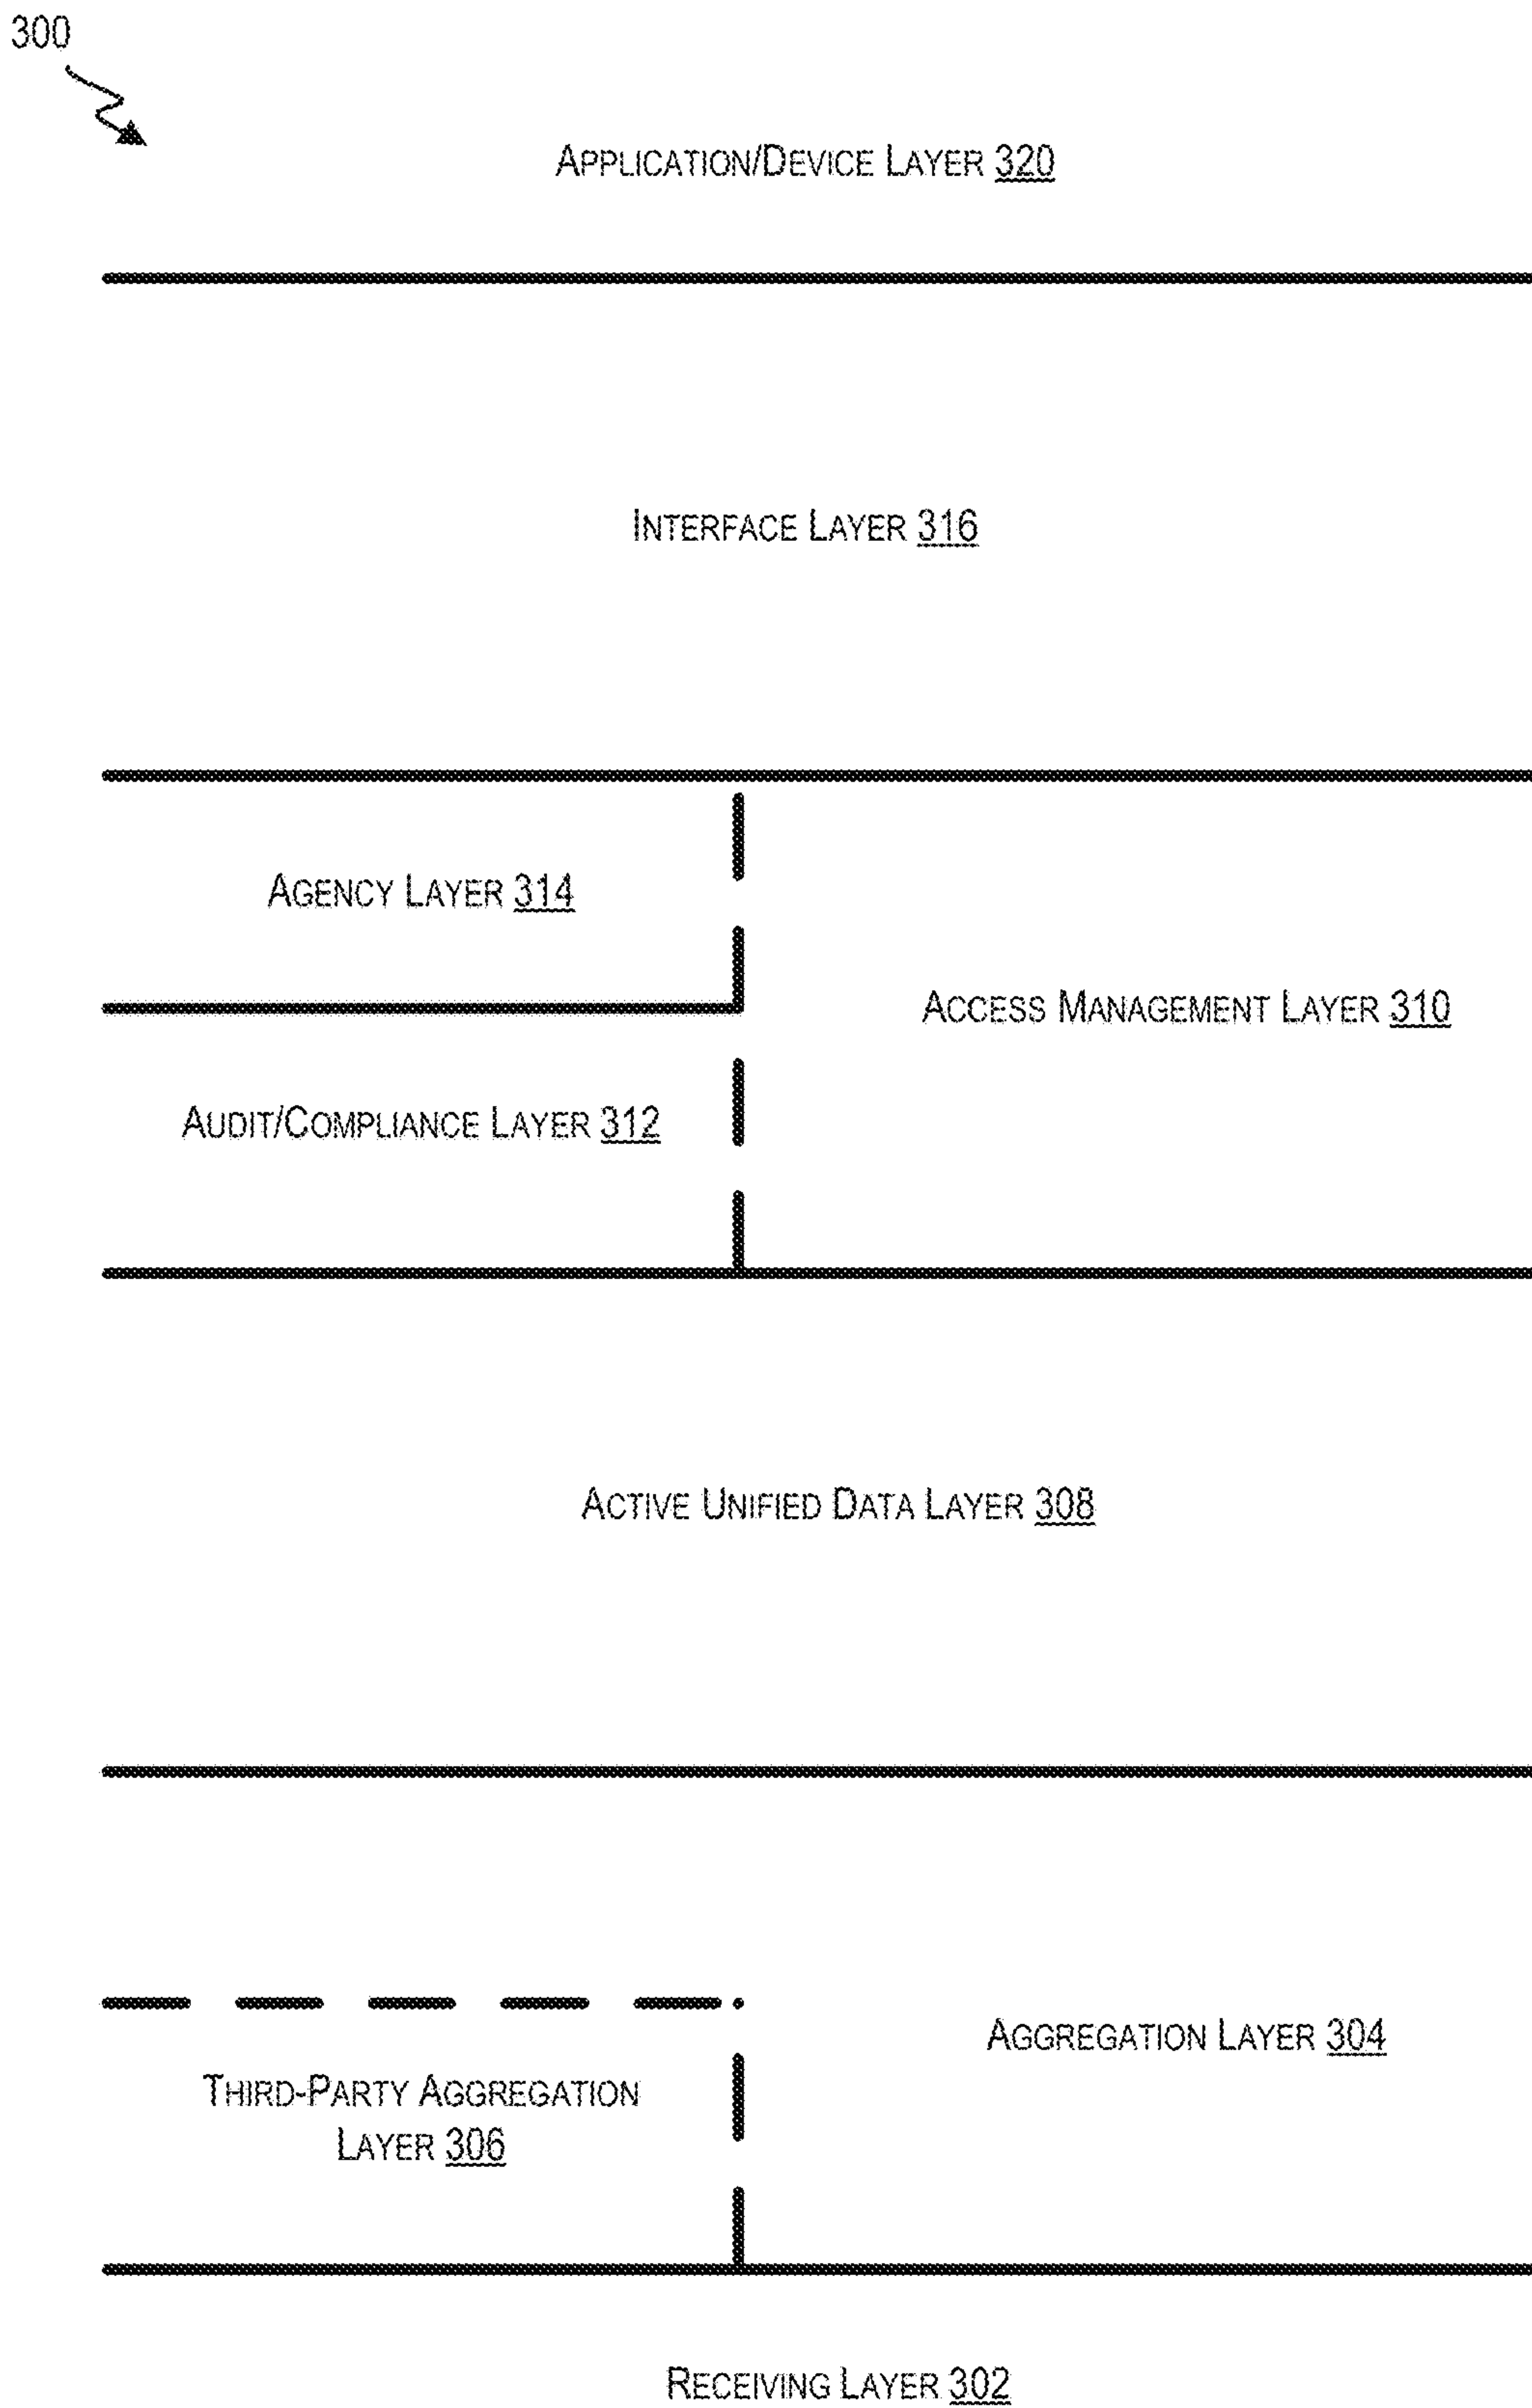 300
APPLICATION/DEVICE LAYER 320
INTERFACE LAYER 316
AGENCY LAYER 314
ACCESS MANAGEMENT LAYER 310
AUDIT/COMPLIANCE LAYER 312
ACTIVE UNIFIED DATA LAYER 308
AGGREGATION LAYER 304
THIRD-PARTY AGGREGATION
LAYER 306
RECEIVING LAYER 302